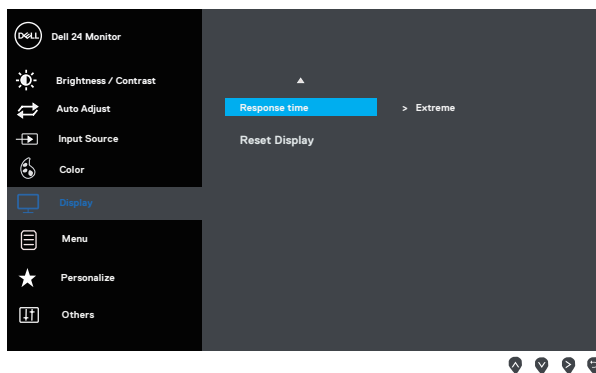 DELL Dell 24 Monitor
Brightness / Contrast
Auto Adjust
Input Source
Color
Display
Menu
Personalize
Others
Response time > Extreme
Reset Display